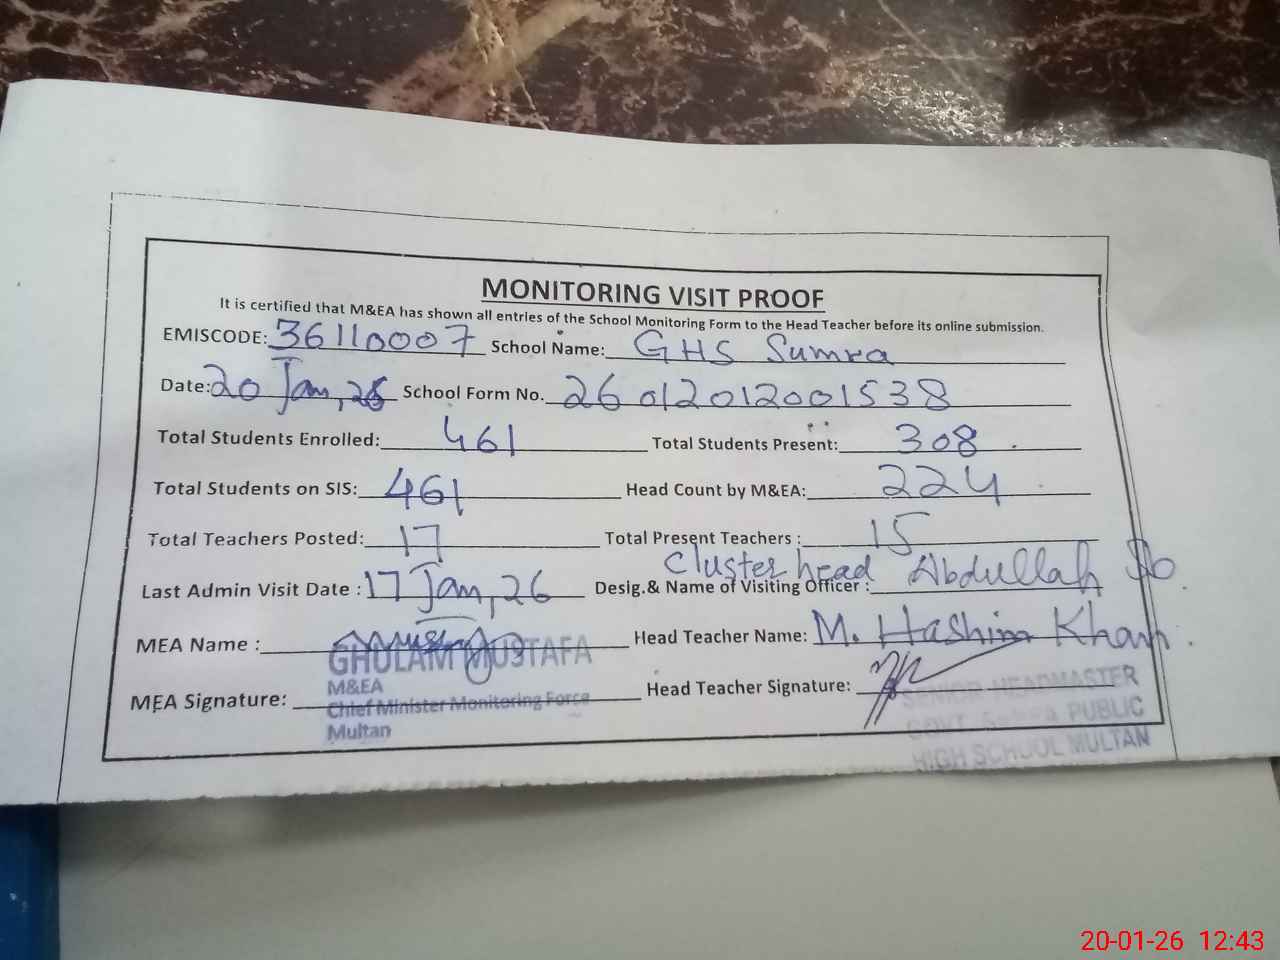 MONITORING VISIT PROOF
It is certified that M&EA has shown all entries of the School Monitoring Form to the Head Teacher before its online submission.
EMISCODE: 36110007 School Name: GHS Sumra
Date: 20 Jan, 26 School Form No. 26012012001538
Total Students Enrolled: 461 Total Students Present: 308
Total Students on SIS: 461 Head Count by M&EA: 224
Total Teachers Posted: 17 Total Present Teachers : 15
Last Admin Visit Date : 17 Jan, 26 Desig.& Name of Visiting Officer : Cluster head Abdullah
MEA Name : GHULAM MUSTAFA Head Teacher Name: M. Hashim Khan
M&EA
MEA Signature: Chief Minister Monitoring Force Head Teacher Signature:
Multan
SENIOR HEADMASTER
GOVT. PUBLIC
HIGH SCHOOL MULTAN
20-01-26 12:43